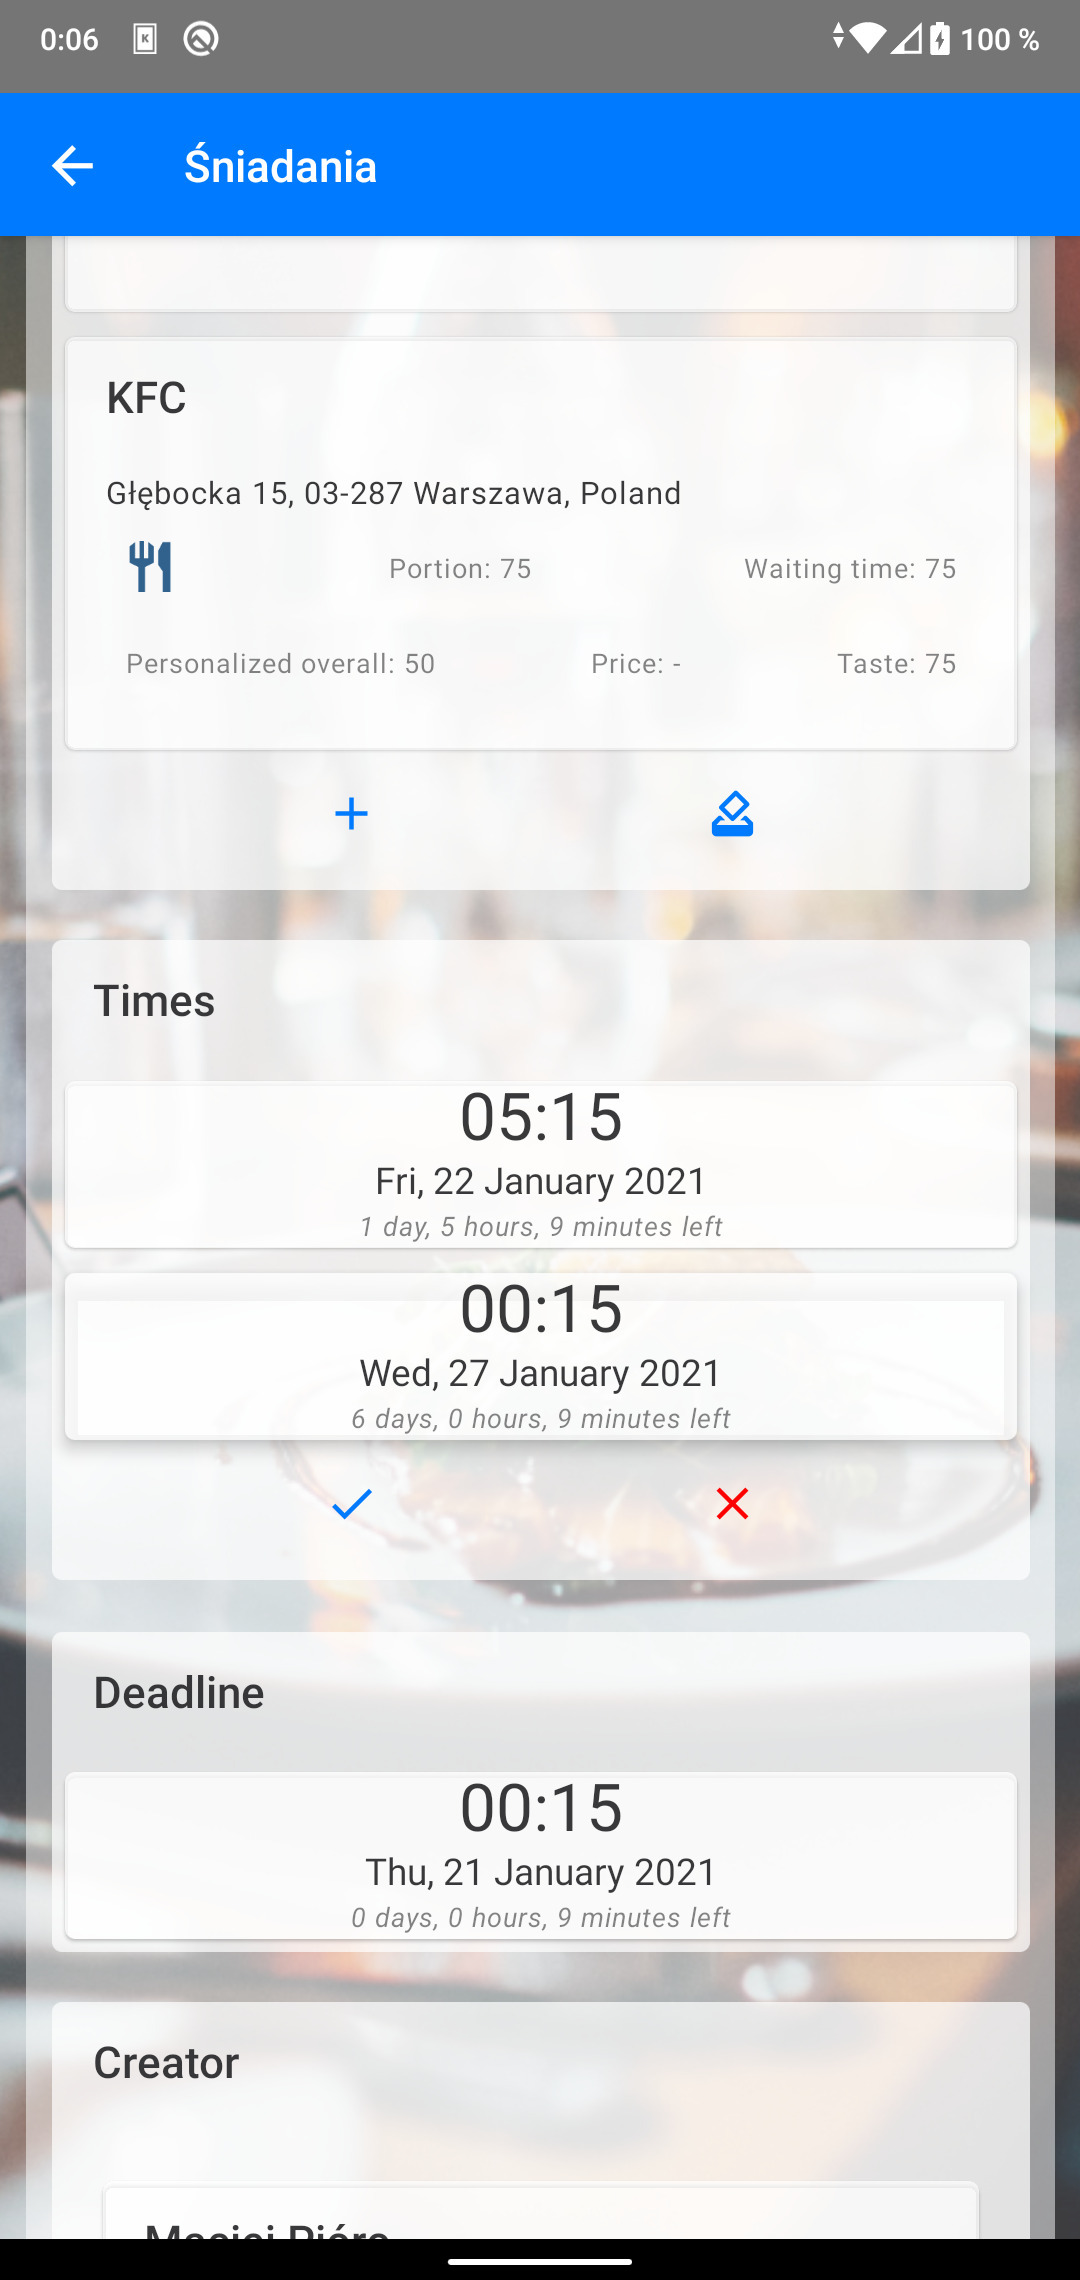 0:06
K
100 %
Śniadania
KFC
Głębocka 15, 03-287 Warszawa, Poland
Portion: 75
Waiting time: 75
Personalized overall: 50
Price: -
Taste: 75
Times
05:15
Fri, 22 January 2021
1 day, 5 hours, 9 minutes left
00:15
Wed, 27 January 2021
6 days, 0 hours, 9 minutes left
Deadline
00:15
Thu, 21 January 2021
0 days, 0 hours, 9 minutes left
Creator
Maciej Pióro